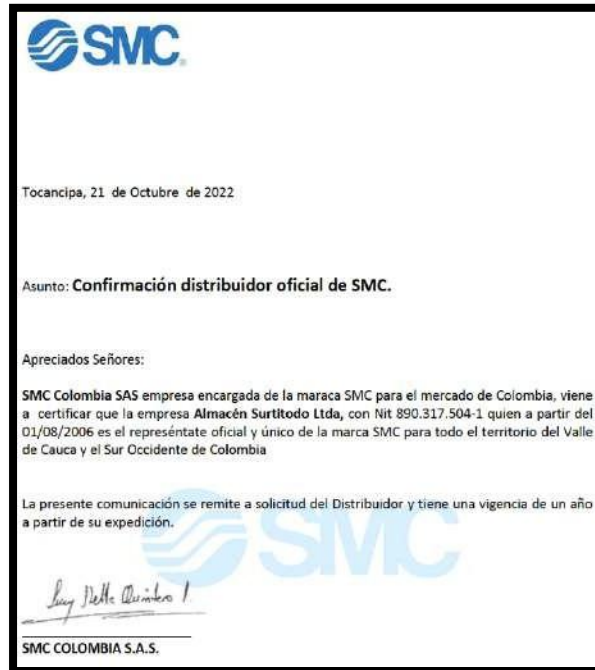 SMC
Tocancipa, 21 de Octubre de 2022
Asunto: Confirmación distribuidor oficial de SMC.
Apreciados Señores:
SMC Colombia SAS empresa encargada de la maraca SMC para el mercado de Colombia, viene
a certificar que la empresa Almacén Surtitodo Ltda, con Nit 890.317.504-1 quien a partir del
01/08/2006 es el represéntate oficial y único de la marca SMC para todo el territorio del Valle
de Cauca y el Sur Occidente de Colombia
La presente comunicación se remite a solicitud del Distribuidor y tiene una vigencia de un año
a partir de su expedición.
SMC
SMC COLOMBIA S.A.S.